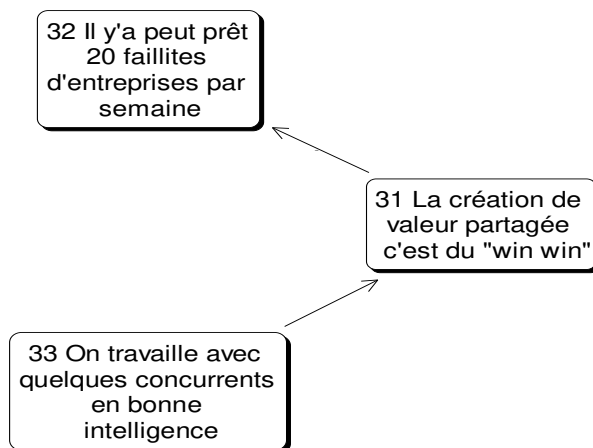 32 Il y'a peut prêt
20 faillites
d'entreprises par
semaine
31 La création de
valeur partagée
c'est du "win win"
33 On travaille avec
quelques concurrents
en bonne
intelligence